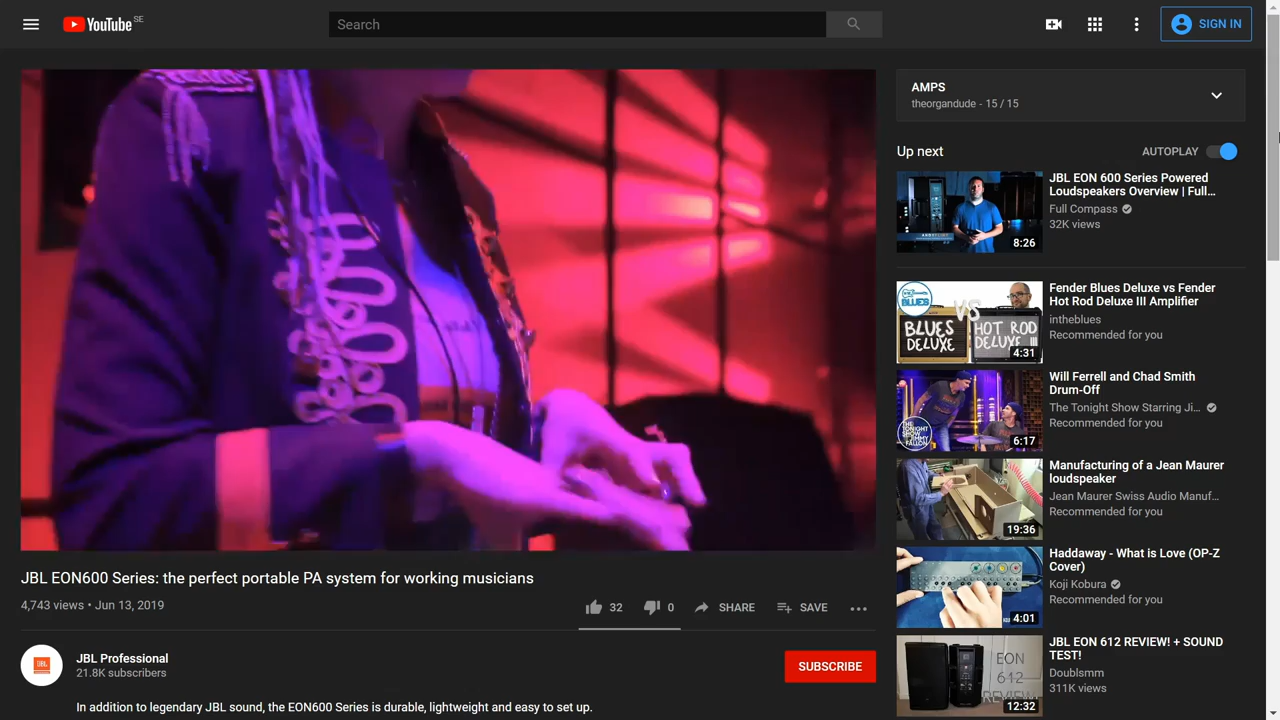 YouTube SE
Search
SIGN IN
AMPS
theorgandude - 15 / 15
Up next
AUTOPLAY
JBL EON 600 Series Powered
Loudspeakers Overview | Full...
Full Compass
32K views
8:26
Fender Blues Deluxe vs Fender
Hot Rod Deluxe III Amplifier
intheblues
Recommended for you
BLUES
VS
BLUES
DELUXE
HOT ROD
DELUXE III
4:31
Will Ferrell and Chad Smith
Drum-Off
The Tonight Show Starring Ji...
Recommended for you
THE
TONIGHT
SHOW
6:17
Manufacturing of a Jean Maurer
loudspeaker
Jean Maurer Swiss Audio Manuf...
Recommended for you
19:36
Haddaway - What is Love (OP-Z
Cover)
Koji Kobura
Recommended for you
4:01
JBL EON 612 REVIEW! + SOUND
TEST!
Doublsmm
311K views
EON
612
REVIEW
12:32
JBL EON600 Series: the perfect portable PA system for working musicians
4,743 views • Jun 13, 2019
32
0
SHARE
SAVE
JBL
JBL Professional
21.8K subscribers
SUBSCRIBE
In addition to legendary JBL sound, the EON600 Series is durable, lightweight and easy to set up.